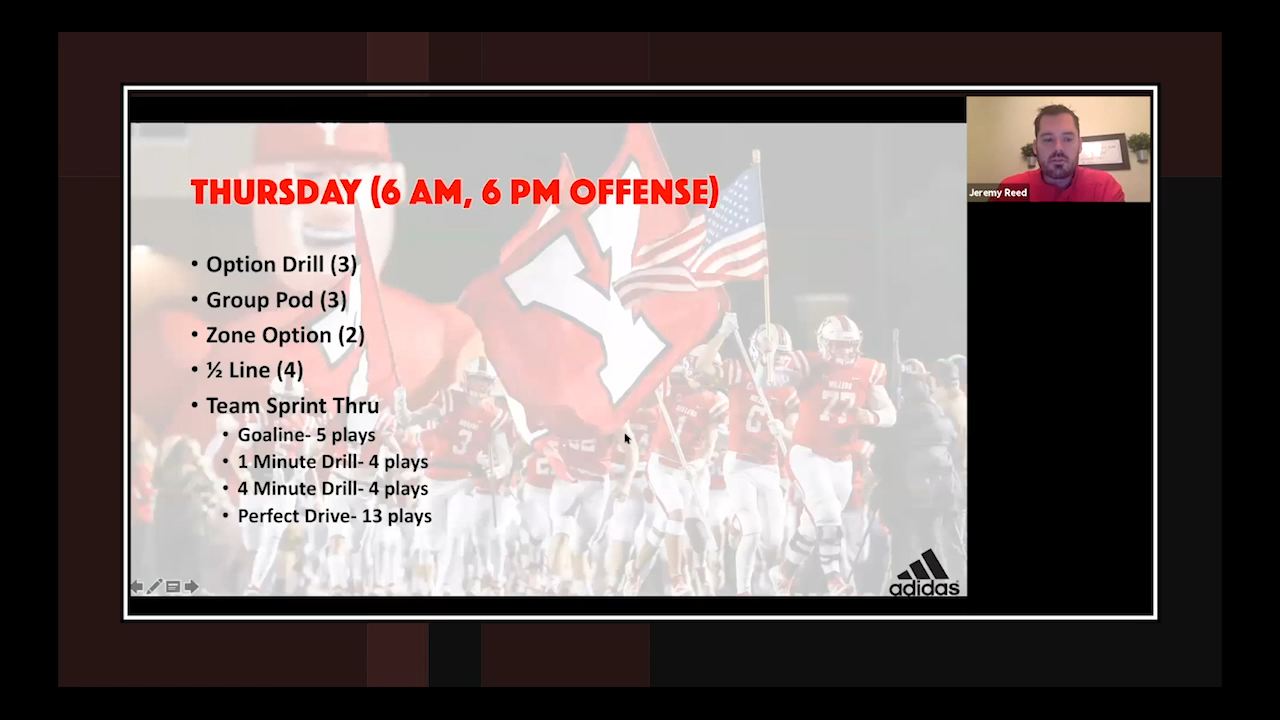 THURSDAY (6 AM, 6 PM OFFENSE)
• Option Drill (3)
• Group Pod (3)
• Zone Option (2)
• ½ Line (4)
• Team Sprint Thru
• Goaline- 5 plays
• 1 Minute Drill- 4 plays
• 4 Minute Drill- 4 plays
• Perfect Drive- 13 plays
adidas
Jeremy Reed
Y
Y
3
77